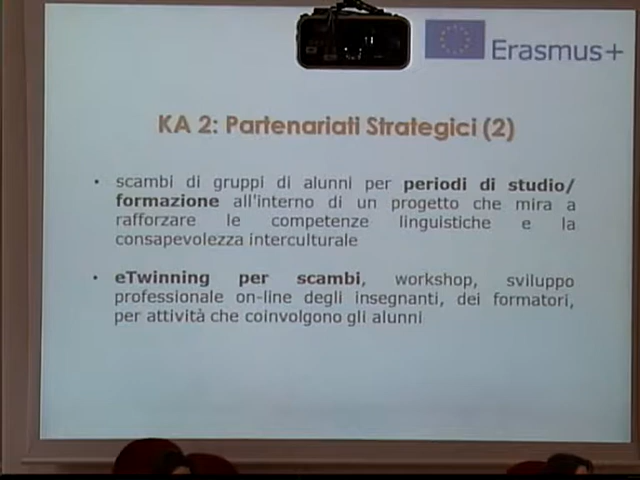 Erasmus+
KA 2: Partenariati Strategici (2)
• scambi di gruppi di alunni per periodi di studio/
formazione all'interno di un progetto che mira a
rafforzare le competenze linguistiche e la
consapevolezza interculturale
• eTwinning per scambi, workshop, sviluppo
professionale on-line degli insegnanti, dei formatori,
per attività che coinvolgono gli alunni